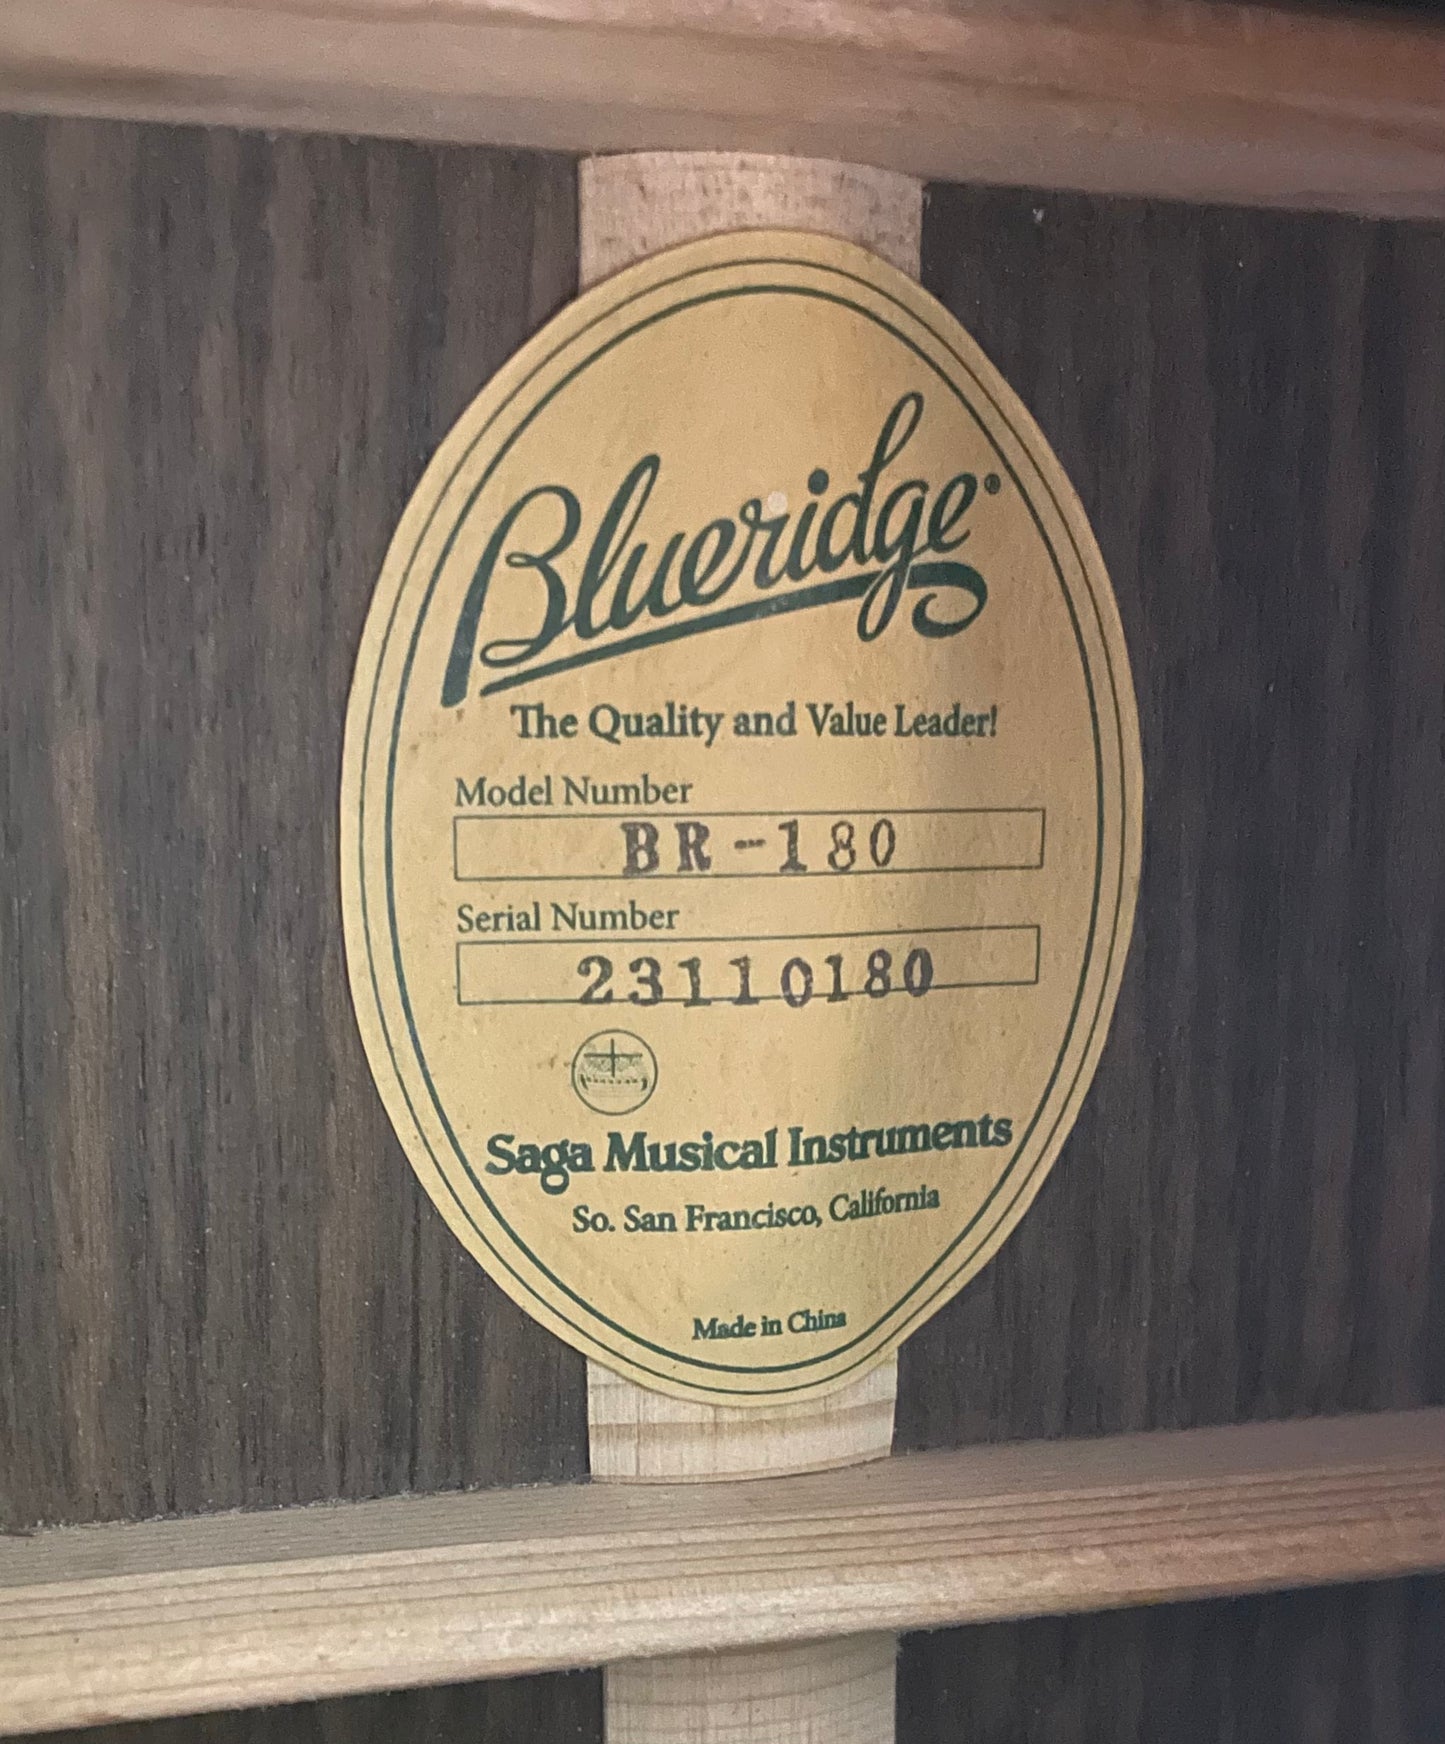 Blueridge®
The Quality and Value Leader!
Model Number
BR-180
Serial Number
23110180
Saga Musical Instruments
So. San Francisco, California
Made in China